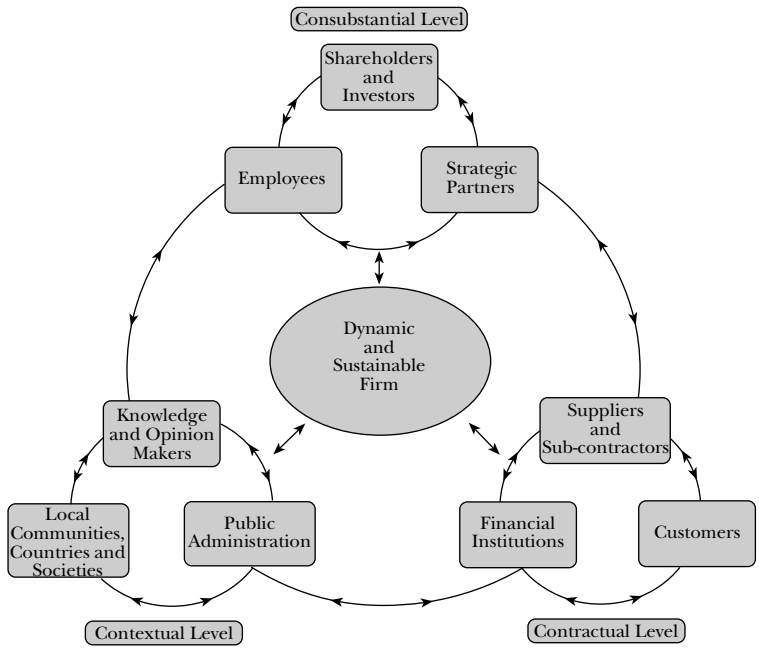 Consubstantial Level
Shareholders
and
Investors
Employees
Strategic
Partners
Dynamic
and
Sustainable
Firm
Knowledge
and Opinion
Makers
Suppliers
and
Sub-contractors
Local
Communities,
Countries and
Societies
Public
Administration
Financial
Institutions
Customers
Contextual Level
Contractual Level